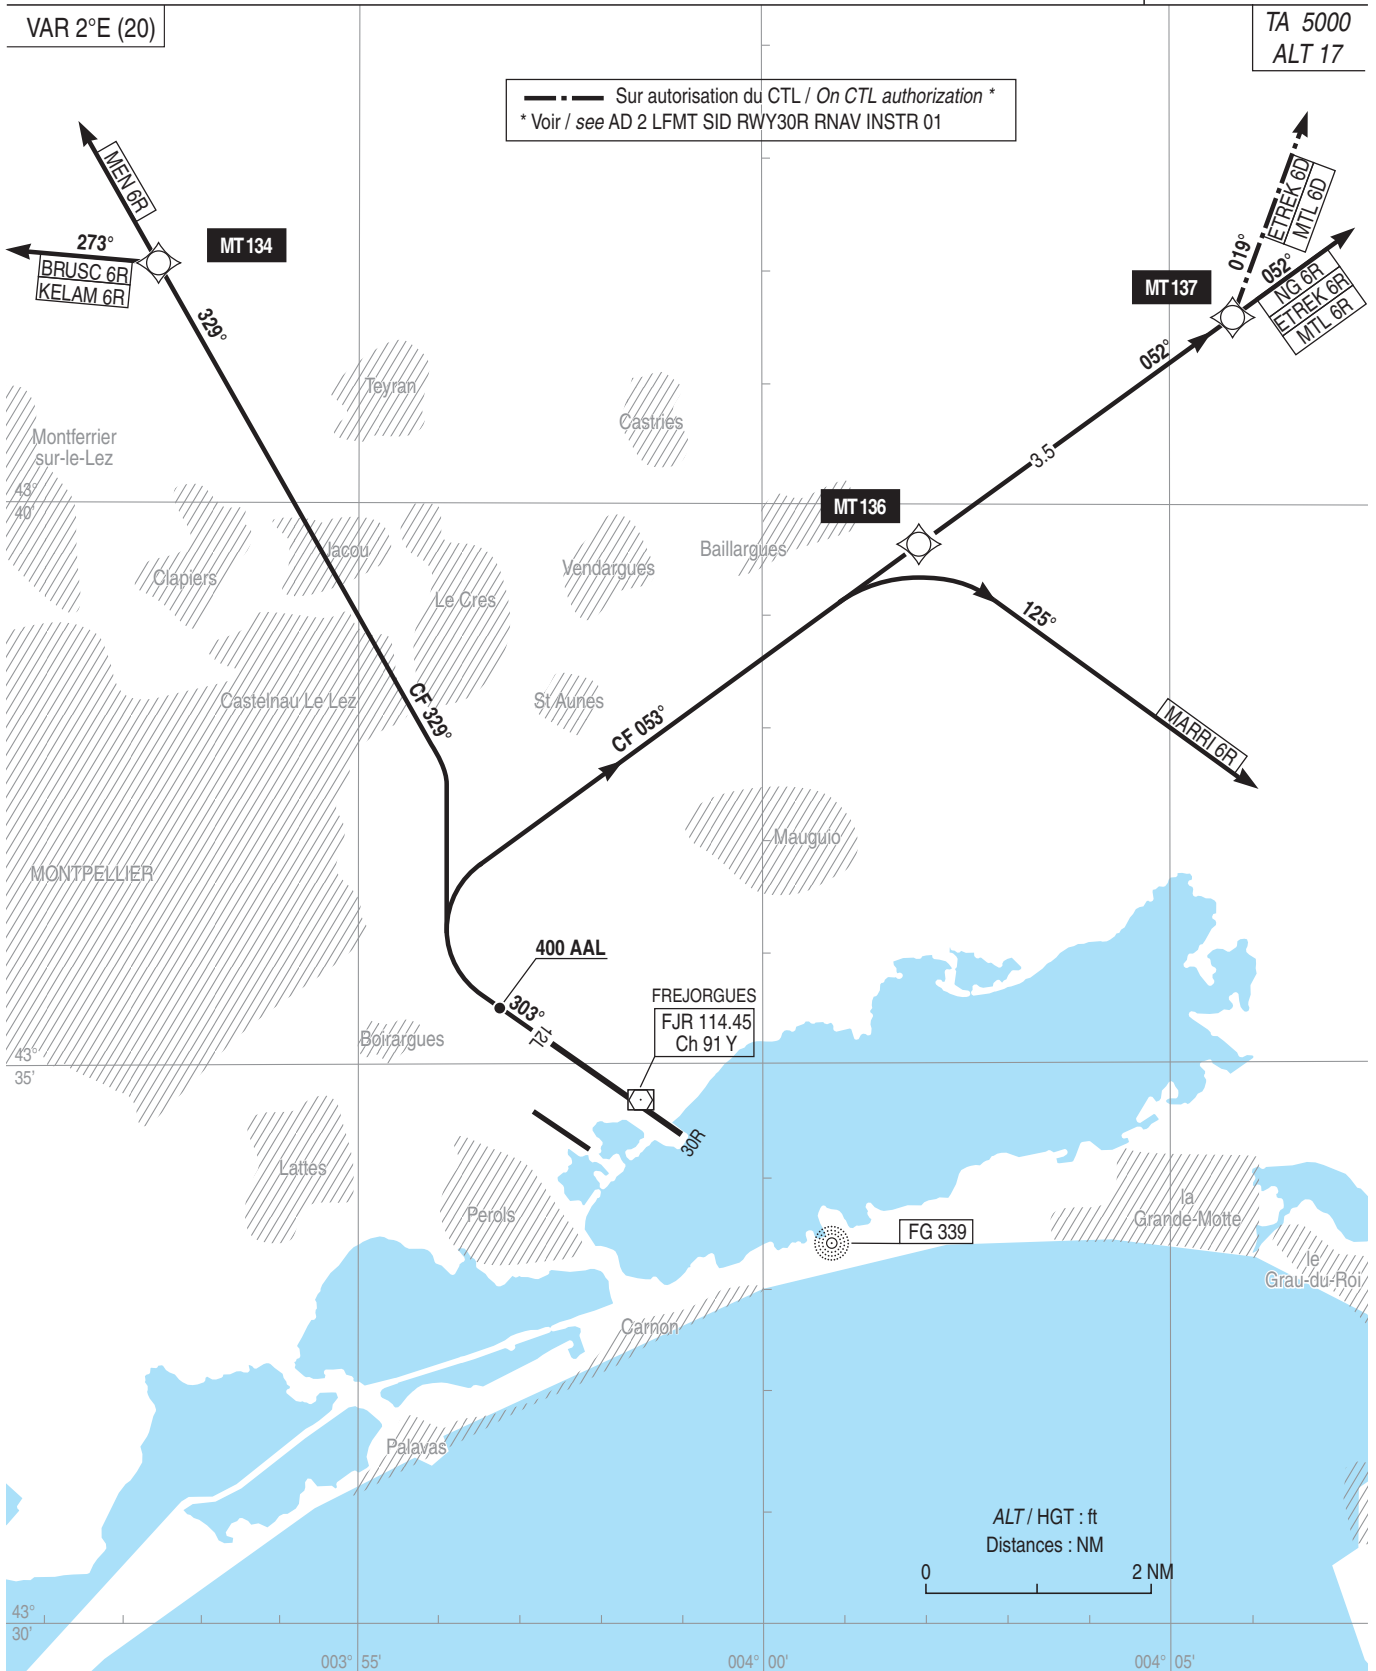 VAR 2°E (20)
TA 5000
ALT 17
Sur autorisation du CTL / On CTL authorization *
* Voir / see AD 2 LFMT SID RWY30R RNAV INSTR 01
MEN 6R
273°
BRUSC 6R
KELAM 6R
MT 134
329°
ETREK 6D
MTL 6D
019°
052°
NG 6R
ETREK 6R
MTL 6R
MT 137
052°
Teyran
Castries
Montferrier
sur-le-Lez
3.5
43°
40'
MT 136
Jacou
Clapiers
Le Cres
Vendargues
Baillargues
125°
Castelnau Le Lez
CF 329°
St Aunes
CF 053°
MARRI 6R
Mauguio
MONTPELLIER
400 AAL
303°
12L
FREJORGUES
FJR 114.45
Ch 91 Y
Boirargues
43°
35'
30R
Lattes
Perols
FG 339
la
Grande-Motte
le
Grau-du-Roi
Carnon
Palavas
ALT / HGT : ft
Distances : NM
0 2 NM
43°
30'
003° 55' 004° 00' 004° 05'